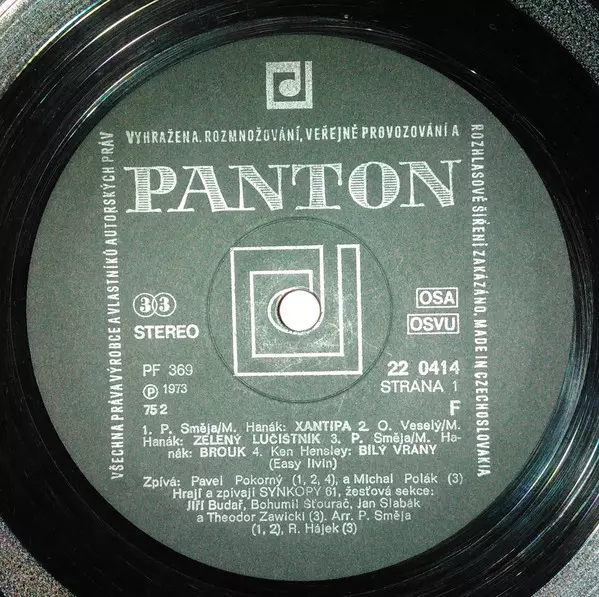 VYHRAŽENA. ROZMNOŽOVÁNÍ, VEŘEJNÉ PROVOZOVÁNÍ A
VŠECHNA PRÁVA VÝROBCE A VLASTNÍKŮ AUTORSKÝCH PRÁV
ROZHLASOVÉ ŠÍŘENÍ ZAKÁZÁNO. MADE IN CZECHOSLOVAKIA
PANTON
33
STEREO
OSA
OSVU
PF 369
22 0414
Ⓟ 1973
STRANA 1
75 2
F
1. P. Směja/M. Hanák: XANTIPA 2. O. Veselý/M.
Hanák: ZELENÝ LUČISTNÍK 3. P. Směja/M. Ha-
nák: BROUK 4. Ken Hensley: BÍLÝ VRÁNY
(Easy livin)
Zpívá: Pavel Pokorný (1, 2, 4), a Michal Polák (3)
Hrají a zpívají SYNKOPY 61, žesťová sekce:
Jiří Budař, Bohumil Šťourač, Jan Slabák
a Theodor Zawicki (3). Arr. P. Směja
(1, 2), R. Hájek (3)